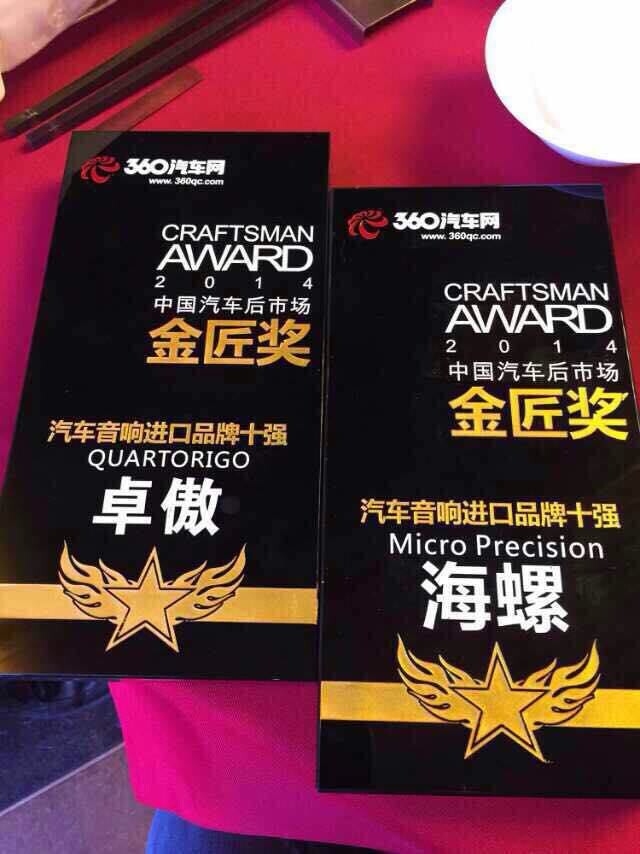 360汽车网
www. 360qc.com
CRAFTSMAN
AWARD
2014
中国汽车后市场
金匠奖
汽车音响进口品牌十强
QUARTORIGO
卓傲
360汽车网
www. 360qc.com
CRAFTSMAN
AWARD
2014
中国汽车后市场
金匠奖
汽车音响进口品牌十强
Micro Precision
海螺